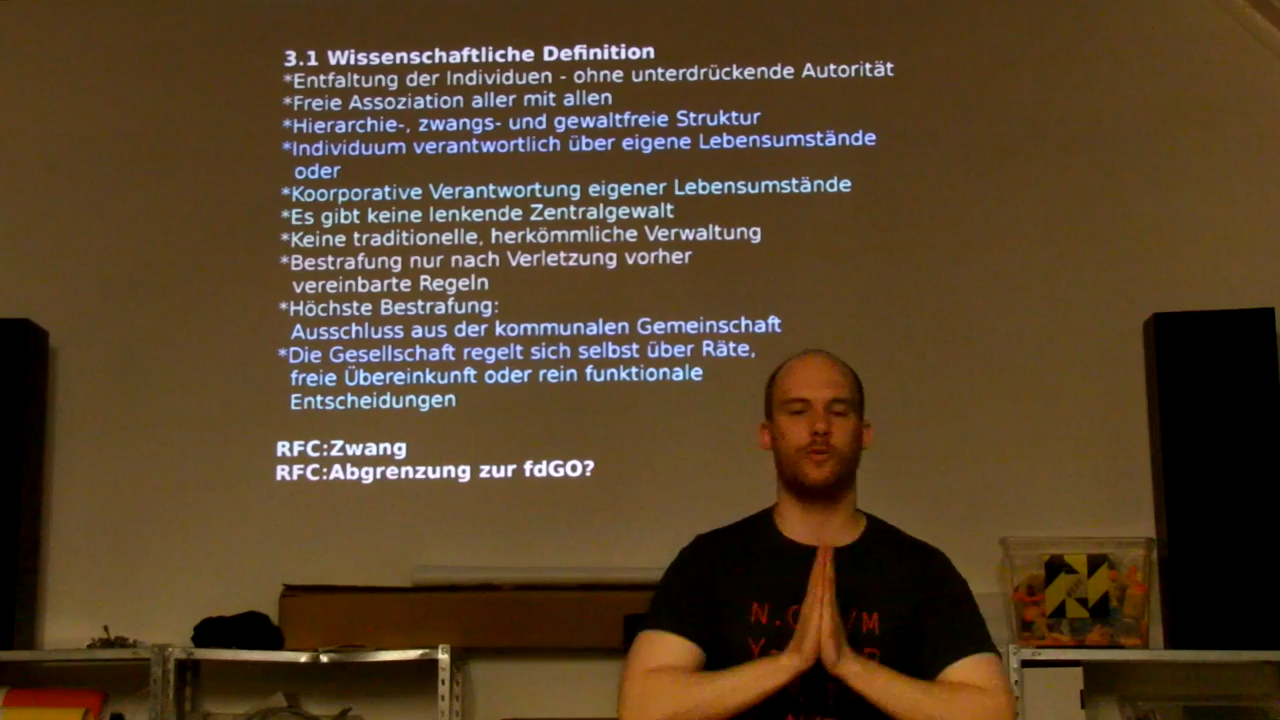 3.1 Wissenschaftliche Definition
*Entfaltung der Individuen - ohne unterdrückende Autorität
*Freie Assoziation aller mit allen
*Hierarchie-, zwangs- und gewaltfreie Struktur
*Individuum verantwortlich über eigene Lebensumstände
oder
*Koorporative Verantwortung eigener Lebensumstände
*Es gibt keine lenkende Zentralgewalt
*Keine traditionelle, herkömmliche Verwaltung
*Bestrafung nur nach Verletzung vorher
vereinbarte Regeln
*Höchste Bestrafung:
Ausschluss aus der kommunalen Gemeinschaft
*Die Gesellschaft regelt sich selbst über Räte,
freie Übereinkunft oder rein funktionale
Entscheidungen
RFC:Zwang
RFC:Abgrenzung zur fdGO?